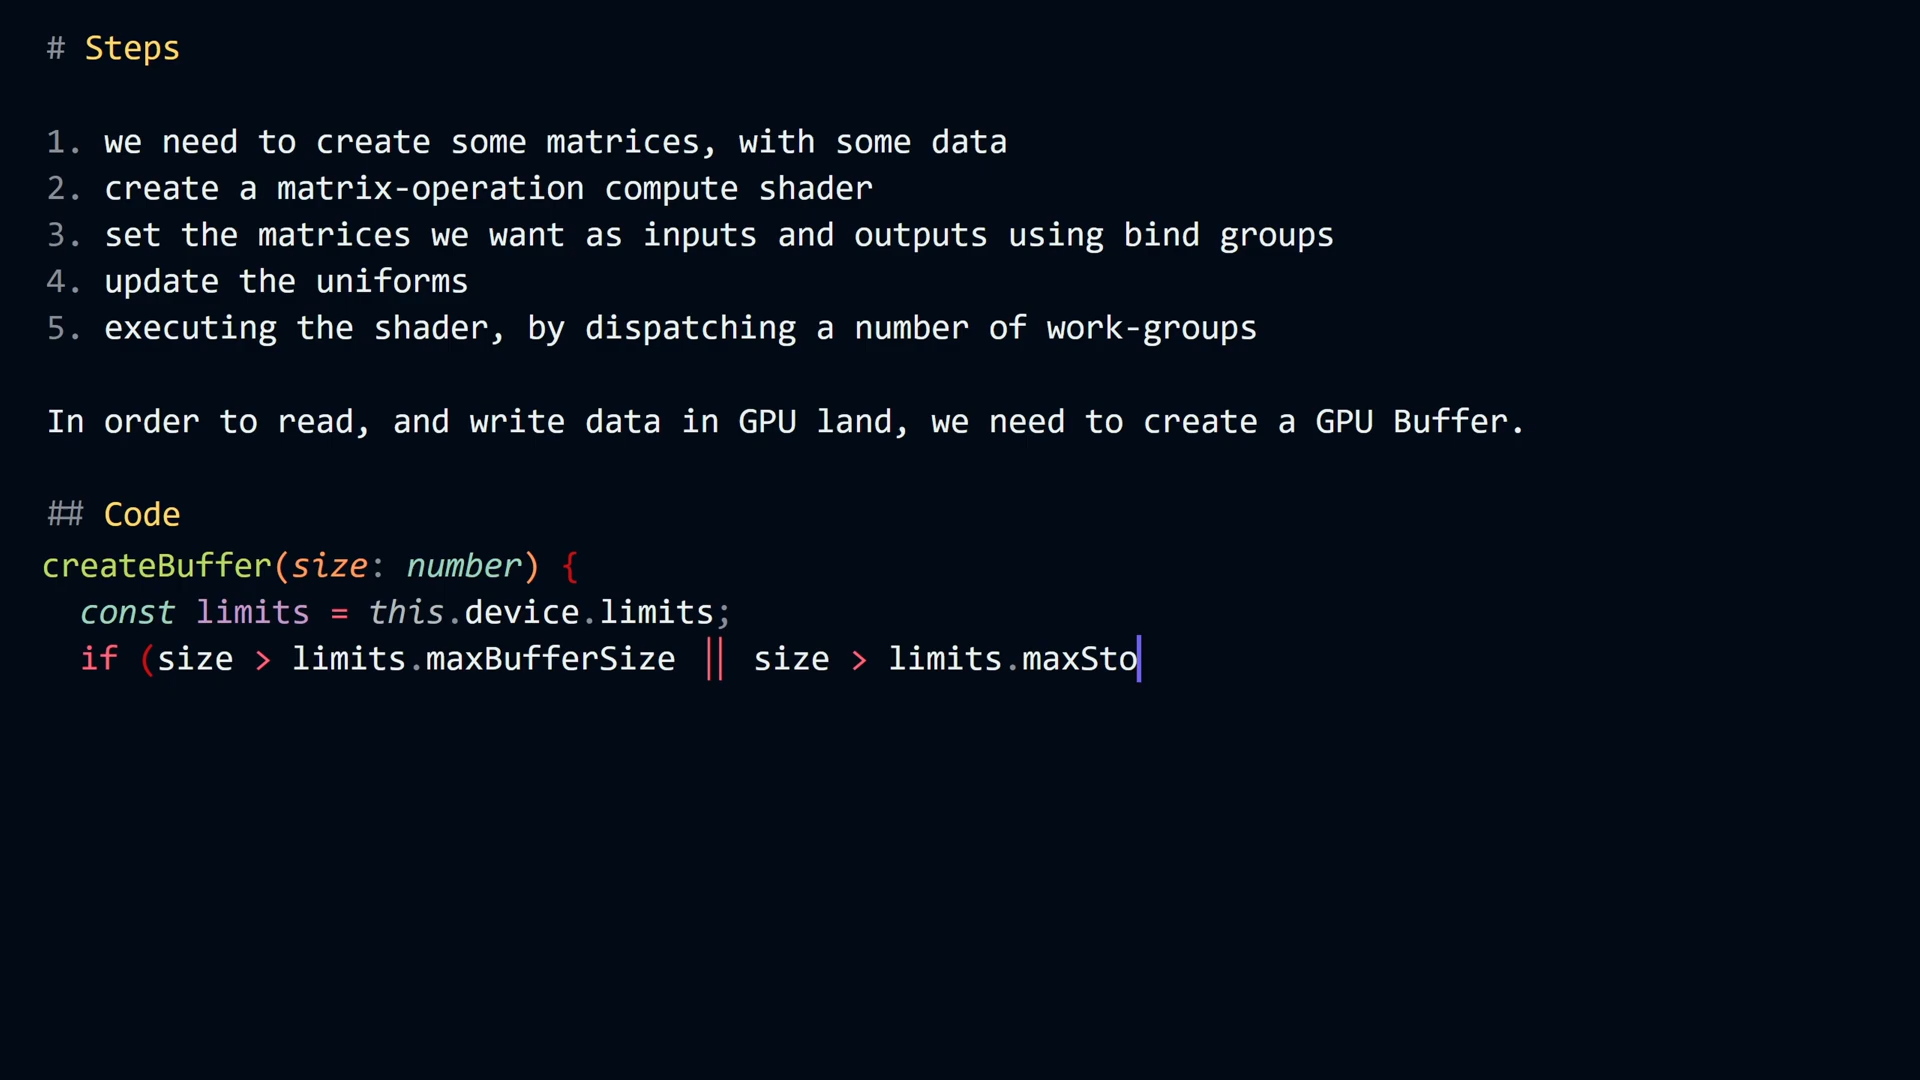 # Steps
1. we need to create some matrices, with some data
2. create a matrix-operation compute shader
3. set the matrices we want as inputs and outputs using bind groups
4. update the uniforms
5. executing the shader, by dispatching a number of work-groups
In order to read, and write data in GPU land, we need to create a GPU Buffer.
## Code
createBuffer(size: number) {
const limits = this.device.limits;
if (size > limits.maxBufferSize || size > limits.maxSto